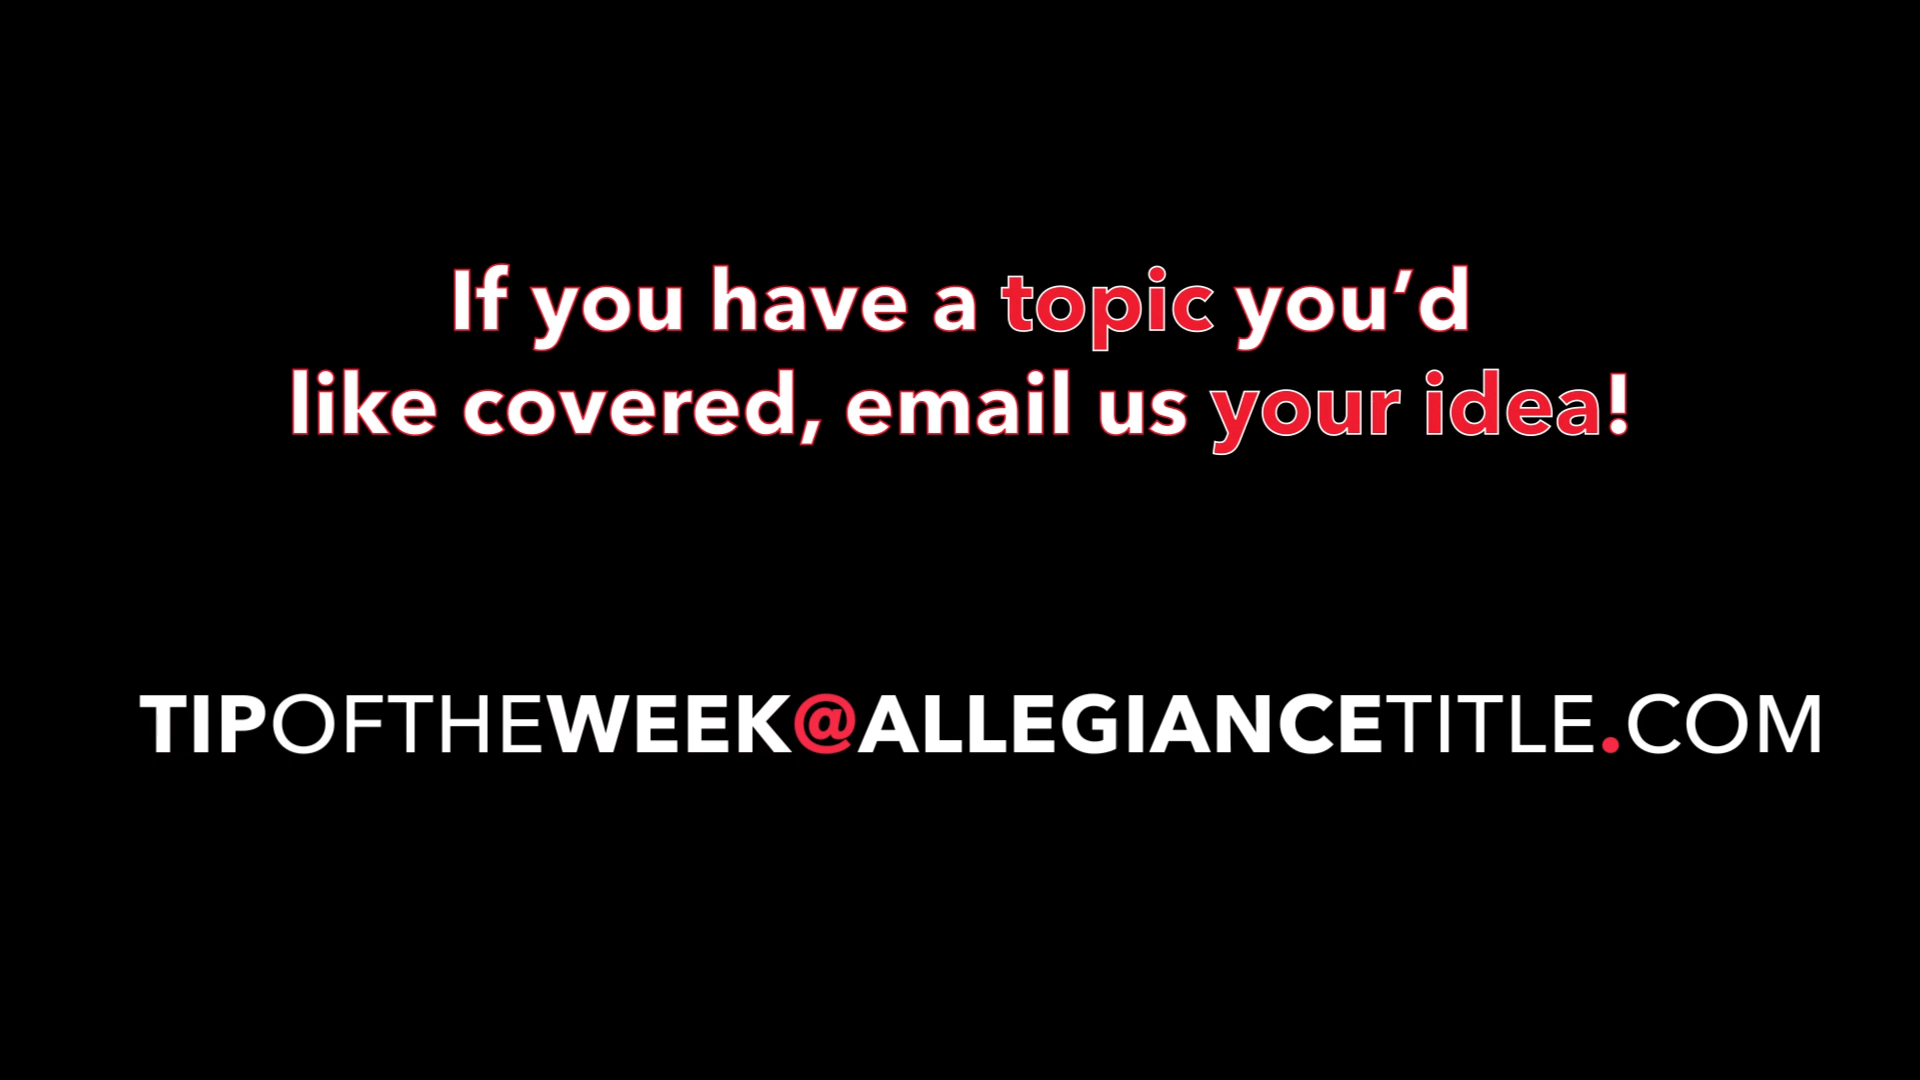 If you have a topic you’d
like covered, email us your idea!
TIPOFTHEWEEK@ALLEGIANCETITLE.COM